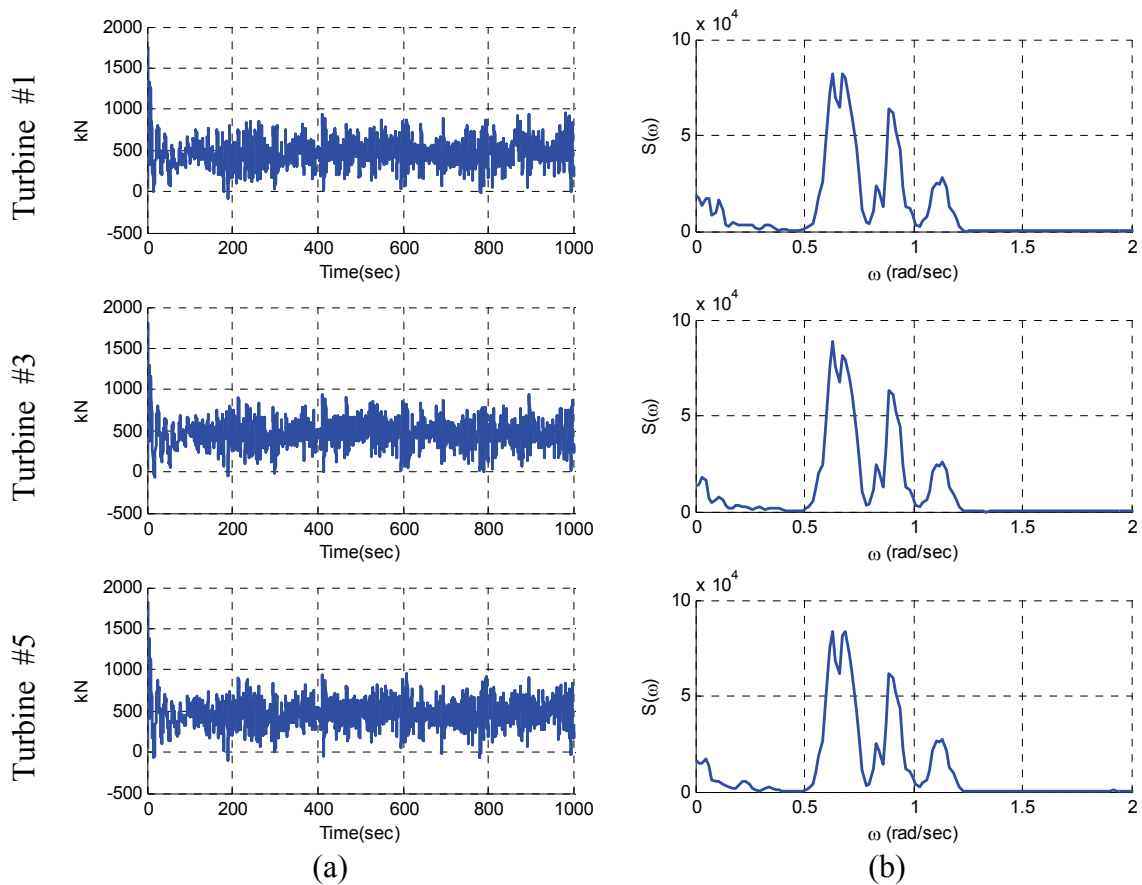 Turbine #1
2000
1500
1000
500
0
-500
kN
0 200 400 600 800 1000
Time(sec)
x 10^4
10
5
0
S(ω)
0 0.5 1 1.5 2
ω (rad/sec)
Turbine #3
2000
1500
1000
500
0
-500
kN
0 200 400 600 800 1000
Time(sec)
x 10^4
10
5
0
S(ω)
0 0.5 1 1.5 2
ω (rad/sec)
Turbine #5
2000
1500
1000
500
0
-500
kN
0 200 400 600 800 1000
Time(sec)
x 10^4
10
5
0
S(ω)
0 0.5 1 1.5 2
ω (rad/sec)
(a) (b)